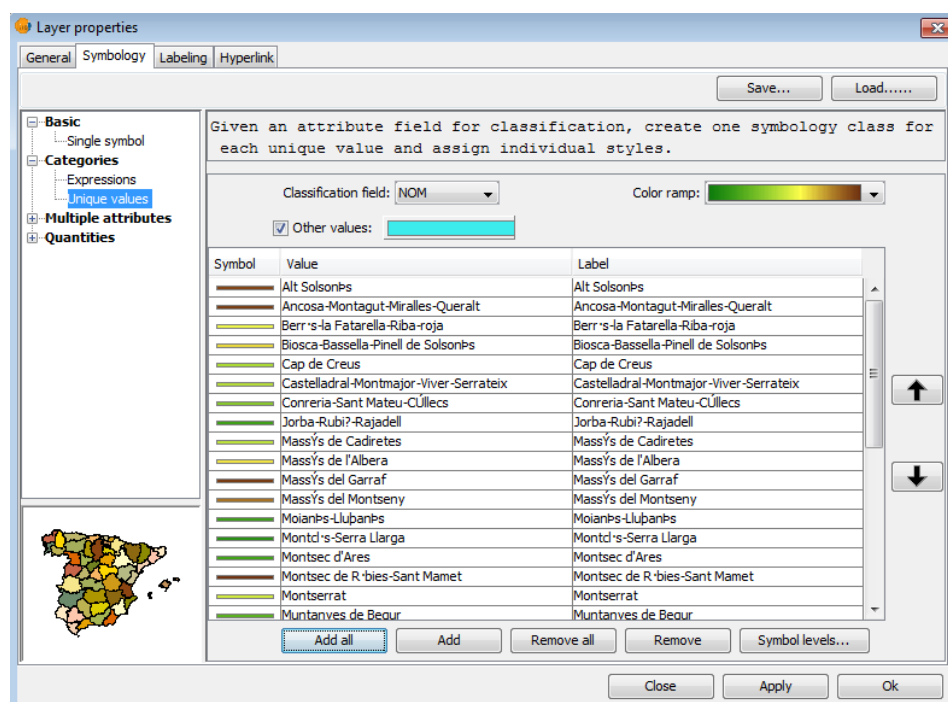 Layer properties
General Symbology Labeling Hyperlink
Save... Load......
Basic
Single symbol
Categories
Expressions
Unique values
Multiple attributes
Quantities
Given an attribute field for classification, create one symbology class for
each unique value and assign individual styles.
Classification field: NOM Color ramp:
Other values:
Symbol Value Label
Alt SolsonÞs Alt SolsonÞs
Ancosa-Montagut-Miralles-Queralt Ancosa-Montagut-Miralles-Queralt
Berr·s-la Fatarella-Riba-roja Berr·s-la Fatarella-Riba-roja
Biosca-Bassella-Pinell de SolsonÞs Biosca-Bassella-Pinell de SolsonÞs
Cap de Creus Cap de Creus
Castelladral-Montmajor-Viver-Serrateix Castelladral-Montmajor-Viver-Serrateix
Conreria-Sant Mateu-CÚllecs Conreria-Sant Mateu-CÚllecs
Jorba-Rubi?-Rajadell Jorba-Rubi?-Rajadell
MassÝs de Cadiretes MassÝs de Cadiretes
MassÝs de l'Albera MassÝs de l'Albera
MassÝs del Garraf MassÝs del Garraf
MassÝs del Montseny MassÝs del Montseny
MoianÞs-LluþanÞs MoianÞs-LluþanÞs
Montcl·s-Serra Llarga Montcl·s-Serra Llarga
Montsec d'Ares Montsec d'Ares
Montsec de R·bies-Sant Mamet Montsec de R·bies-Sant Mamet
Montserrat Montserrat
Muntanyes de Begur Muntanyes de Begur
Add all Add Remove all Remove Symbol levels...
Close Apply Ok